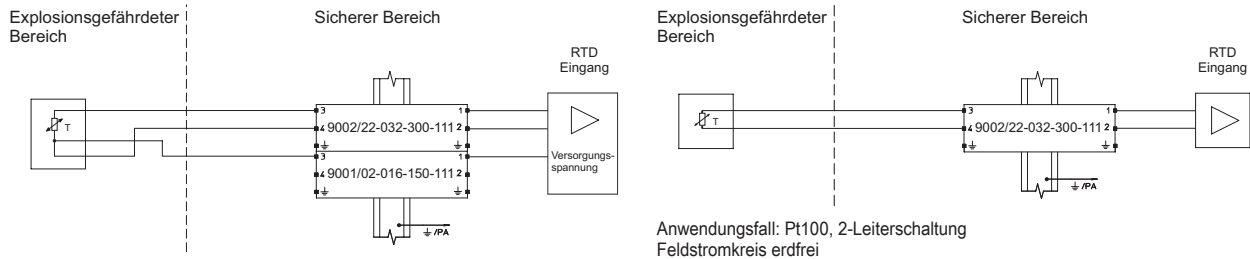 Explosionsgefährdeter
Bereich
Sicherer Bereich
RTD
Eingang
T
3 1
4 9002/22-032-300-111 2
3 1
4 9001/02-016-150-111 2
Versorgungs-
spannung
/PA
Explosionsgefährdeter
Bereich
Sicherer Bereich
RTD
Eingang
T
3 1
4 9002/22-032-300-111 2
/PA
Anwendungsfall: Pt100, 2-Leiterschaltung
Feldstromkreis erdfrei